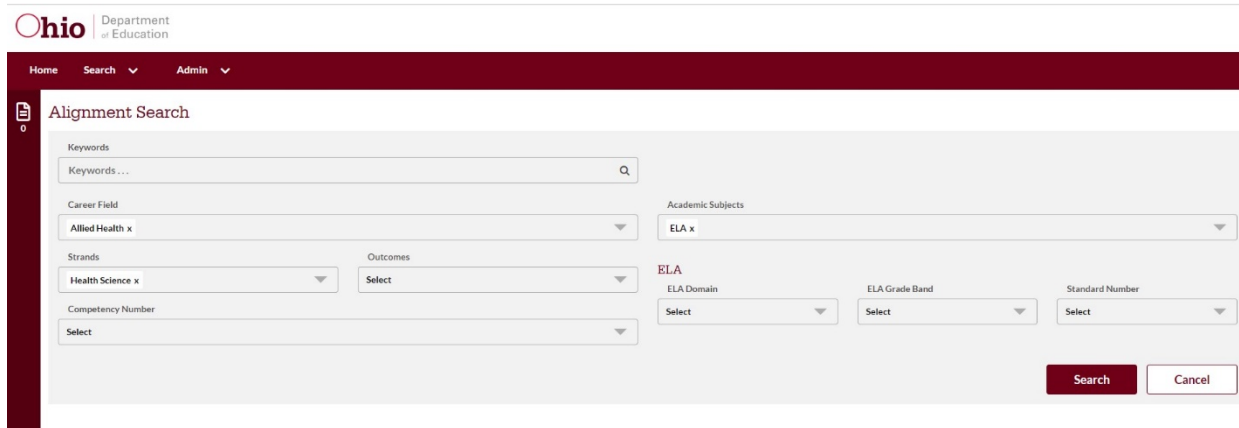 Ohio Department of Education
Home Search Admin
0
Alignment Search
Keywords
Keywords...
Career Field
Allied Health x
Academic Subjects
ELA x
Strands
Health Science x
Outcomes
Select
Competency Number
Select
ELA
ELA Domain
Select
ELA Grade Band
Select
Standard Number
Select
Search Cancel